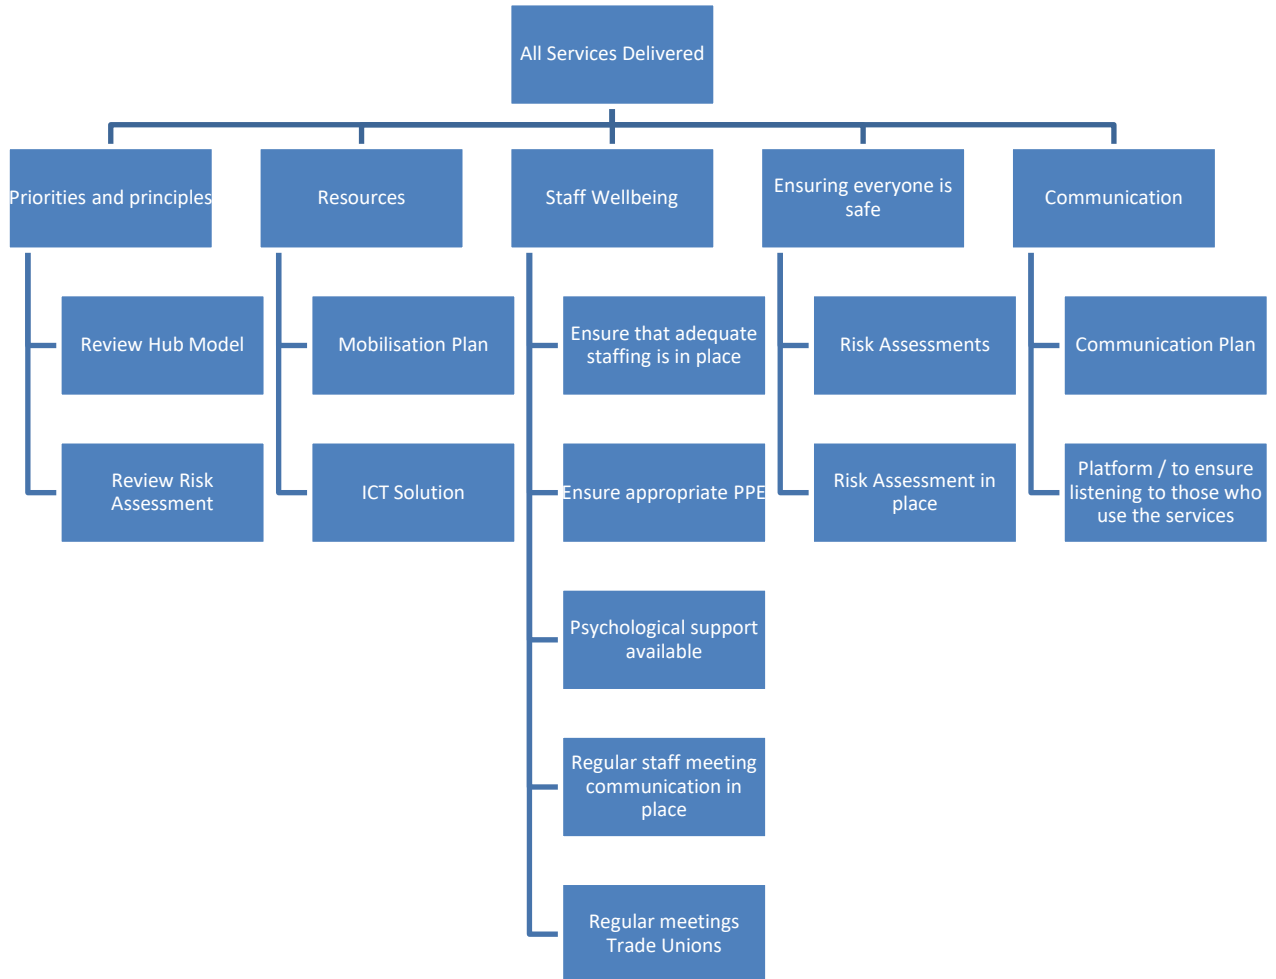 All Services Delivered
Priorities and principles
Resources
Staff Wellbeing
Ensuring everyone is
safe
Communication
Review Hub Model
Mobilisation Plan
Ensure that adequate
staffing is in place
Risk Assessments
Communication Plan
Review Risk
Assessment
ICT Solution
Ensure appropriate PPE
Risk Assessment in
place
Platform / to ensure
listening to those who
use the services
Psychological support
available
Regular staff meeting
communication in
place
Regular meetings
Trade Unions